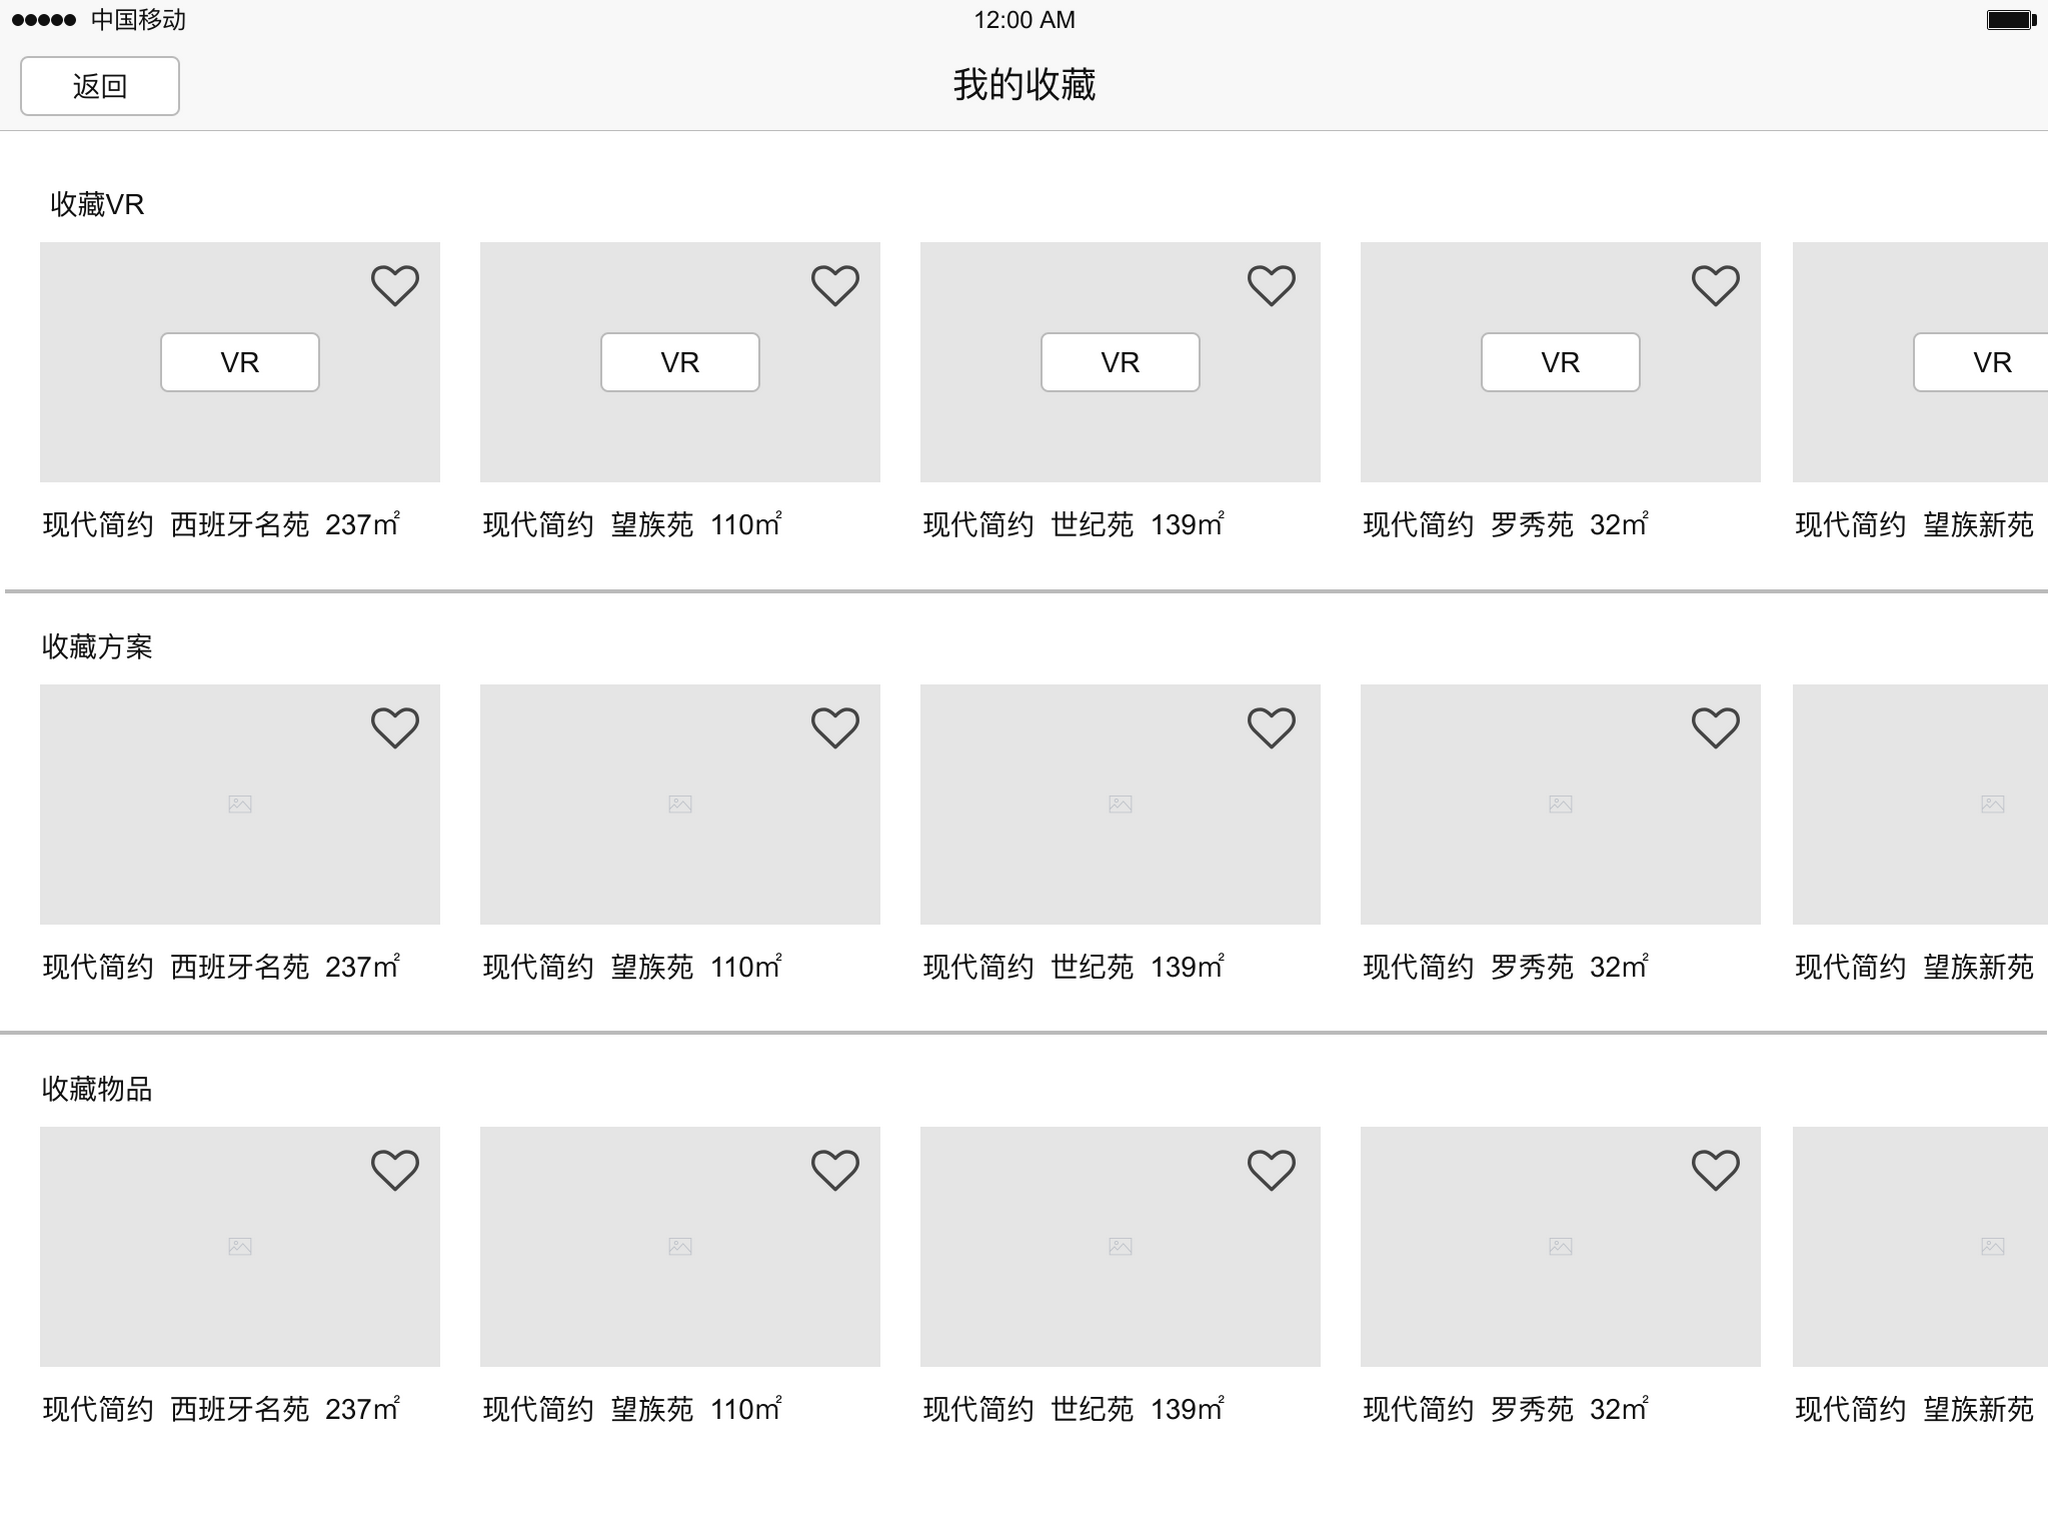 中国移动 12:00 AM
返回 我的收藏
收藏VR
VR VR VR VR VR
现代简约 西班牙名苑 237㎡ 现代简约 望族苑 110㎡ 现代简约 世纪苑 139㎡ 现代简约 罗秀苑 32㎡ 现代简约 望族新苑
收藏方案
现代简约 西班牙名苑 237㎡ 现代简约 望族苑 110㎡ 现代简约 世纪苑 139㎡ 现代简约 罗秀苑 32㎡ 现代简约 望族新苑
收藏物品
现代简约 西班牙名苑 237㎡ 现代简约 望族苑 110㎡ 现代简约 世纪苑 139㎡ 现代简约 罗秀苑 32㎡ 现代简约 望族新苑